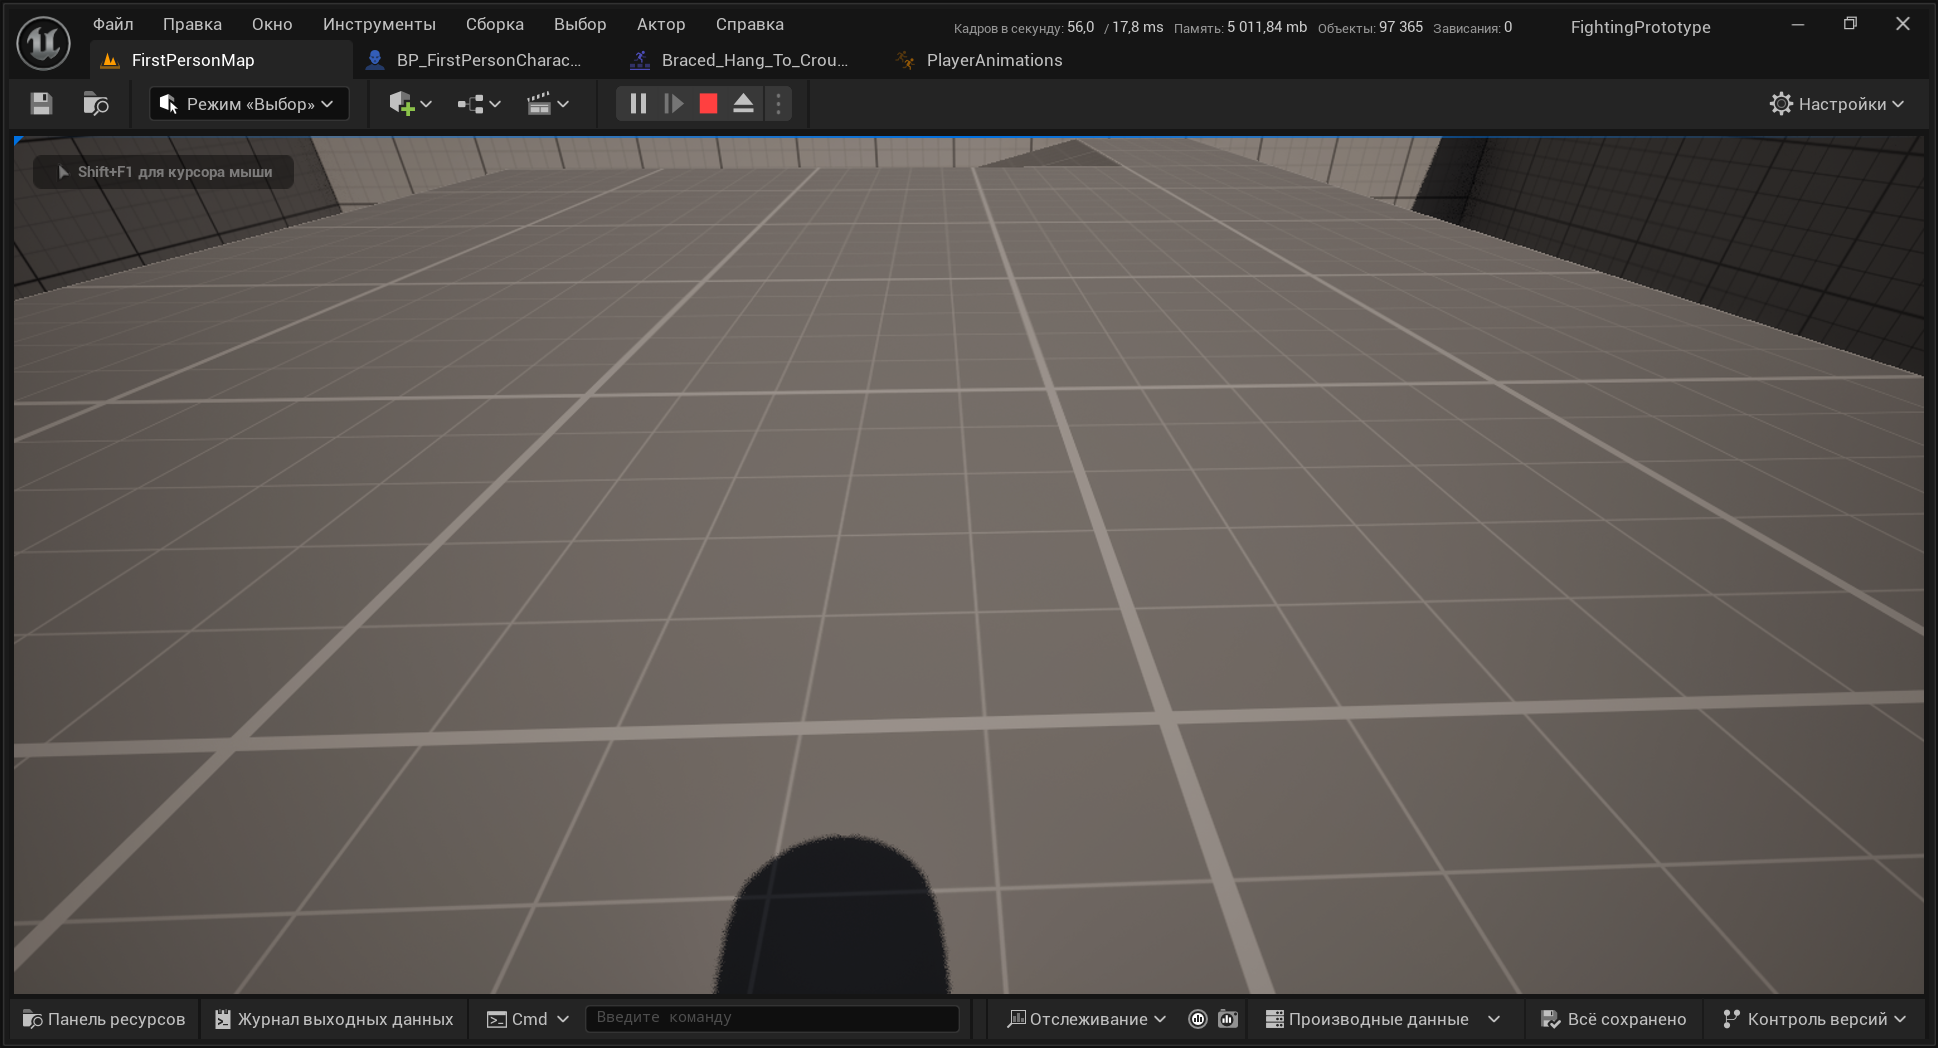 Файл Правка Окно Инструменты Сборка Выбор Актор Справка Кадров в секунду: 56,0 / 17,8 ms Память: 5 011,84 mb Объекты: 97 365 Зависания: 0 FightingPrototype
FirstPersonMap BP_FirstPersonCharac... Braced_Hang_To_Crou... PlayerAnimations
Режим «Выбор» Настройки
Shift+F1 для курсора мыши
Панель ресурсов Журнал выходных данных Cmd Введите команду Отслеживание Производные данные Всё сохранено Контроль версий